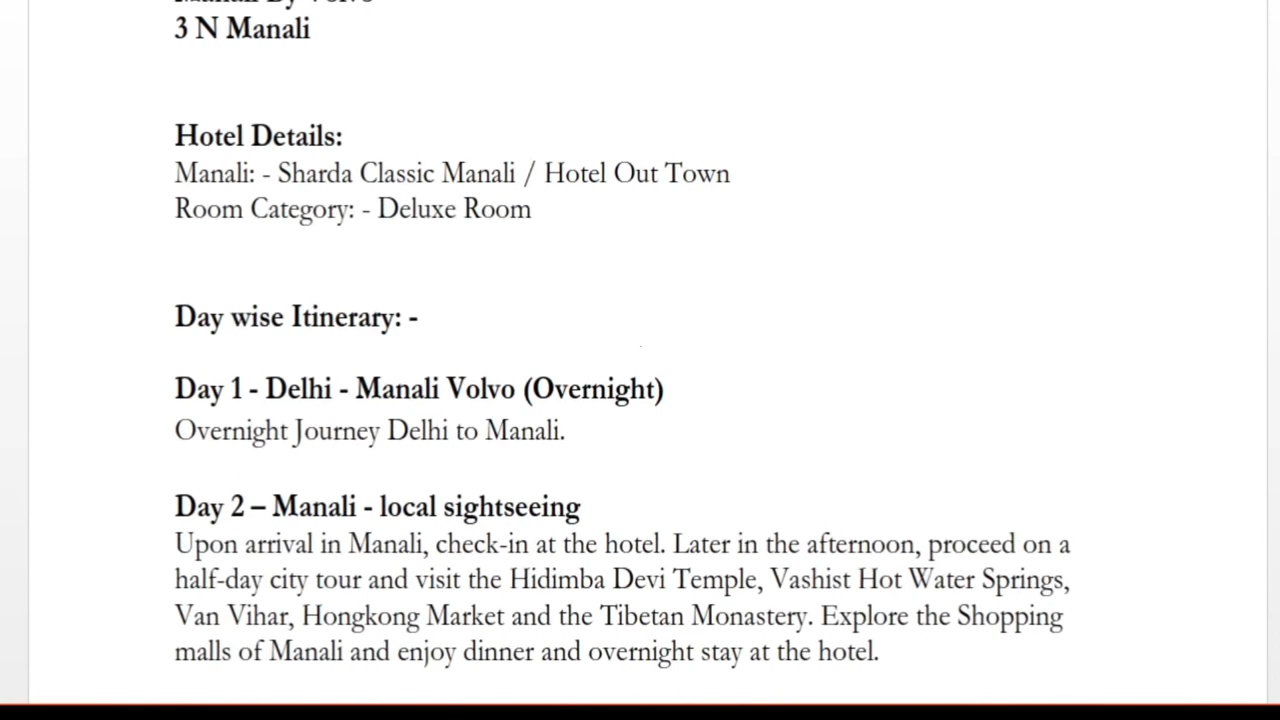 Manali By Volvo
3 N Manali
Hotel Details:
Manali: - Sharda Classic Manali / Hotel Out Town
Room Category: - Deluxe Room
Day wise Itinerary: -
Day 1 - Delhi - Manali Volvo (Overnight)
Overnight Journey Delhi to Manali.
Day 2 – Manali - local sightseeing
Upon arrival in Manali, check-in at the hotel. Later in the afternoon, proceed on a
half-day city tour and visit the Hidimba Devi Temple, Vashist Hot Water Springs,
Van Vihar, Hongkong Market and the Tibetan Monastery. Explore the Shopping
malls of Manali and enjoy dinner and overnight stay at the hotel.